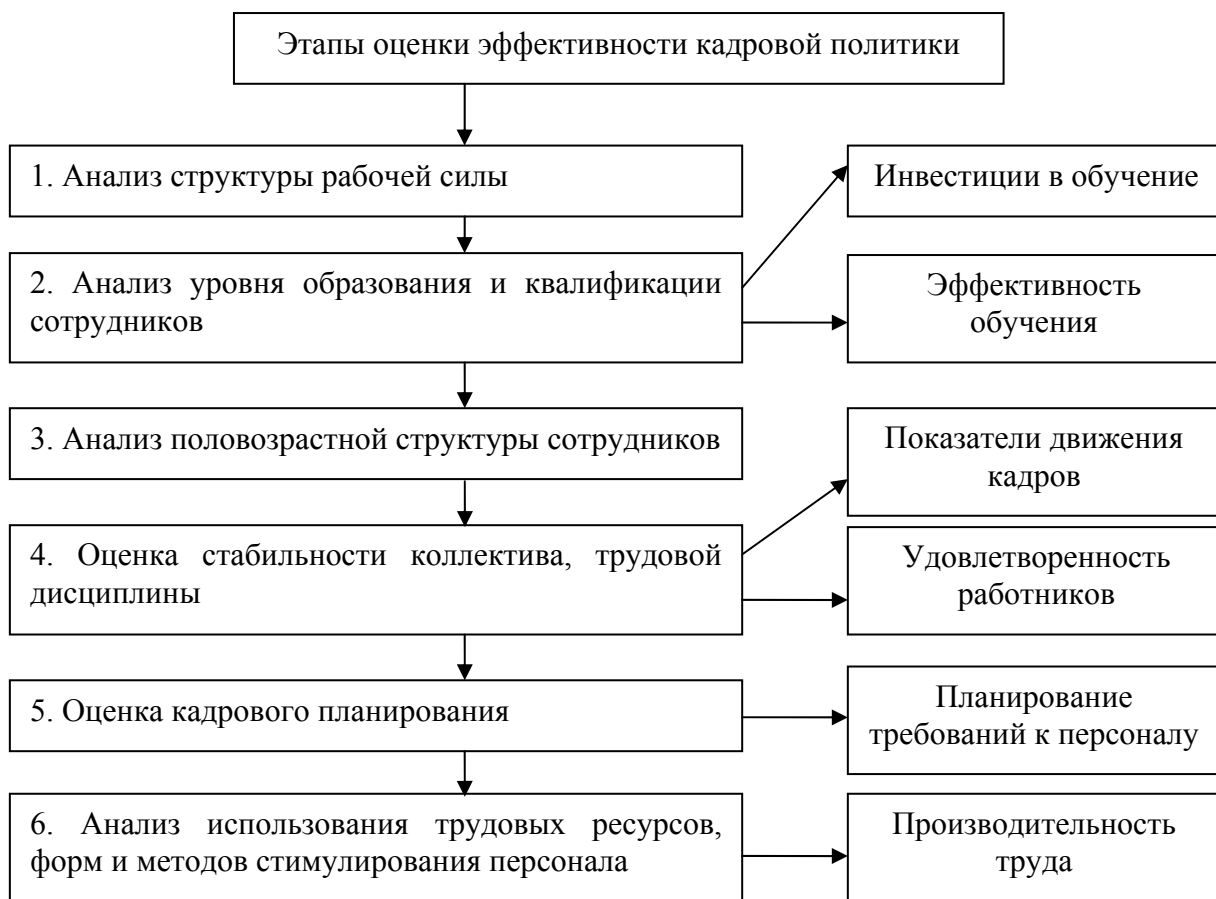 Этапы оценки эффективности кадровой политики
1. Анализ структуры рабочей силы
Инвестиции в обучение
2. Анализ уровня образования и квалификации
сотрудников
Эффективность
обучения
3. Анализ половозрастной структуры сотрудников
Показатели движения
кадров
4. Оценка стабильности коллектива, трудовой
дисциплины
Удовлетворенность
работников
5. Оценка кадрового планирования
Планирование
требований к персоналу
6. Анализ использования трудовых ресурсов,
форм и методов стимулирования персонала
Производительность
труда